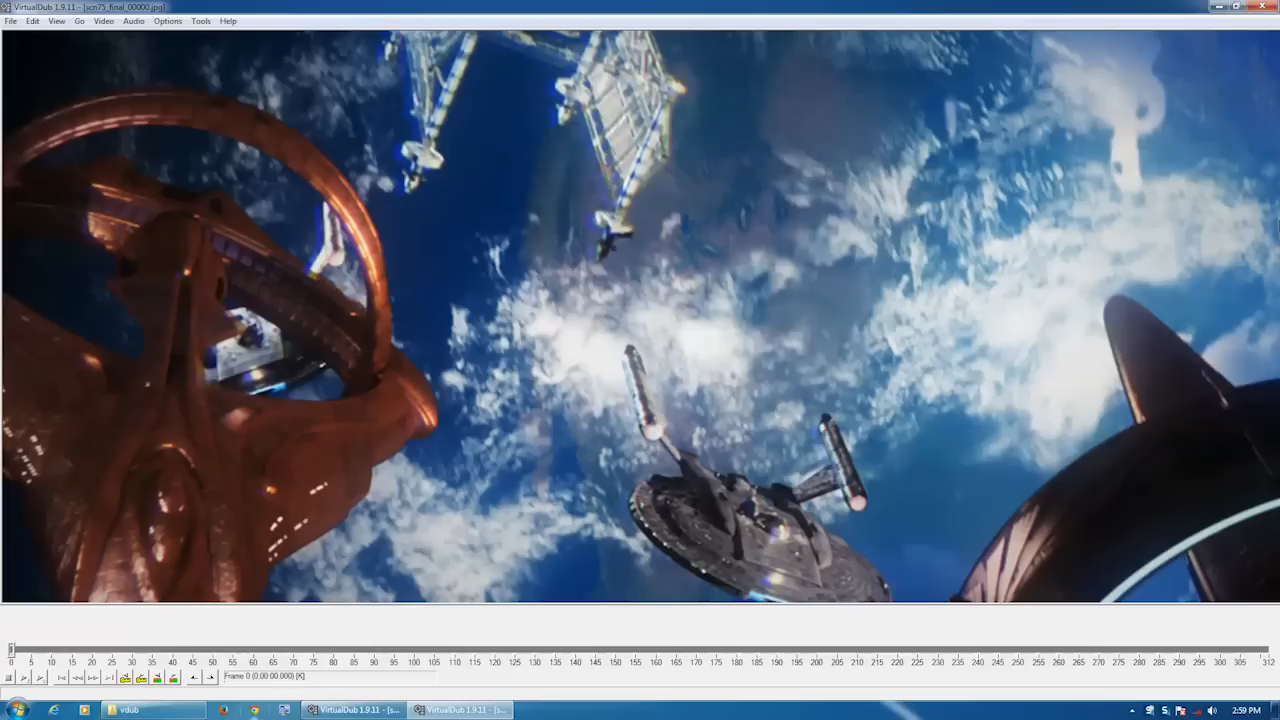 VirtualDub 1.9.11 - [scn75_final_00000.jpg]
File Edit View Go Video Audio Options Tools Help
0 5 10 15 20 25 30 35 40 45 50 55 60 65 70 75 80 85 90 95 100 105 110 115 120 125 130 135 140 145 150 155 160 165 170 175 180 185 190 195 200 205 210 215 220 225 230 235 240 245 250 255 260 265 270 275 280 285 290 295 300 305 312
Frame 0 (0:00:00.000) [K]
vdub
VirtualDub 1.9.11 - [s...
VirtualDub 1.9.11 - [s...
2:59 PM